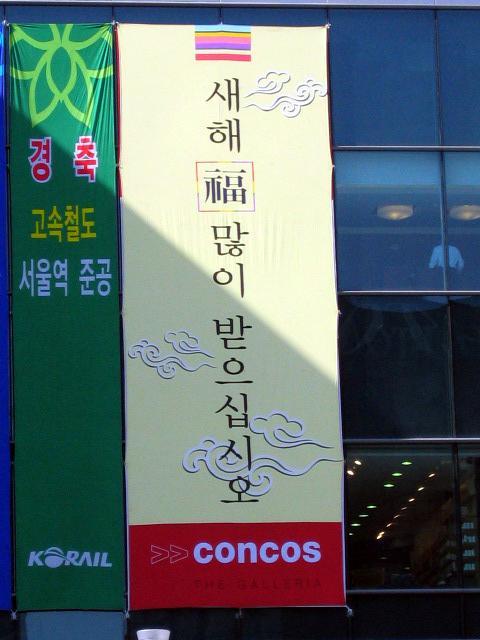 경 축
고속철도
서울역 준공
KORAIL
새해 福 많이 받으십시오
>> concos
THE GALLERIA